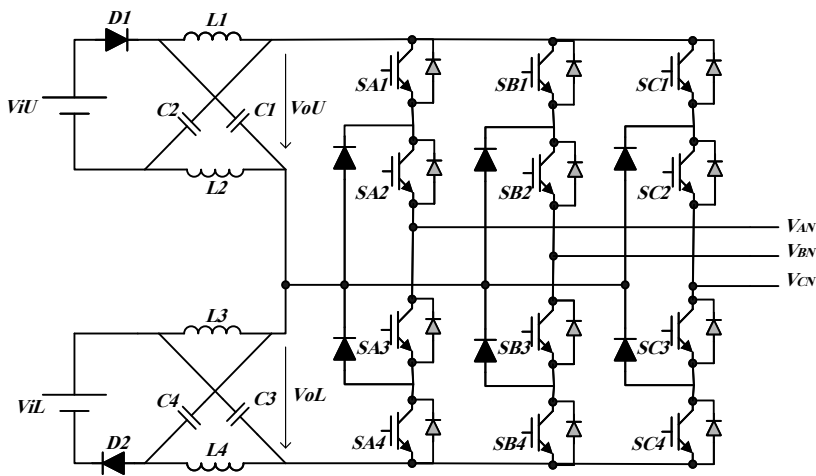 D1
L1
ViU
C2
C1
VoU
L2
SA1
SB1
SC1
SA2
SB2
SC2
VAN
VBN
VCN
L3
ViL
C4
C3
VoL
D2
L4
SA3
SB3
SC3
SA4
SB4
SC4